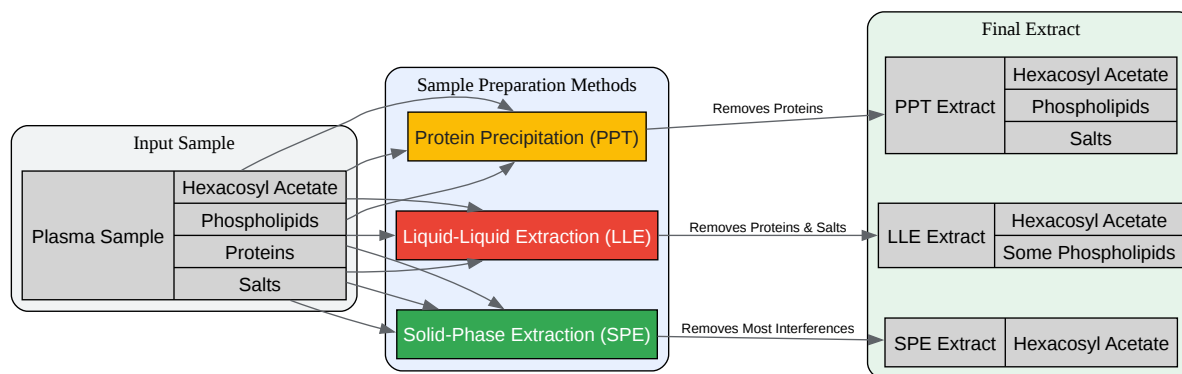 Input Sample
Plasma Sample
Hexacosyl Acetate
Phospholipids
Proteins
Salts
Sample Preparation Methods
Protein Precipitation (PPT)
Liquid-Liquid Extraction (LLE)
Solid-Phase Extraction (SPE)
Removes Proteins
Removes Proteins & Salts
Removes Most Interferences
Final Extract
PPT Extract
Hexacosyl Acetate
Phospholipids
Salts
LLE Extract
Hexacosyl Acetate
Some Phospholipids
SPE Extract
Hexacosyl Acetate